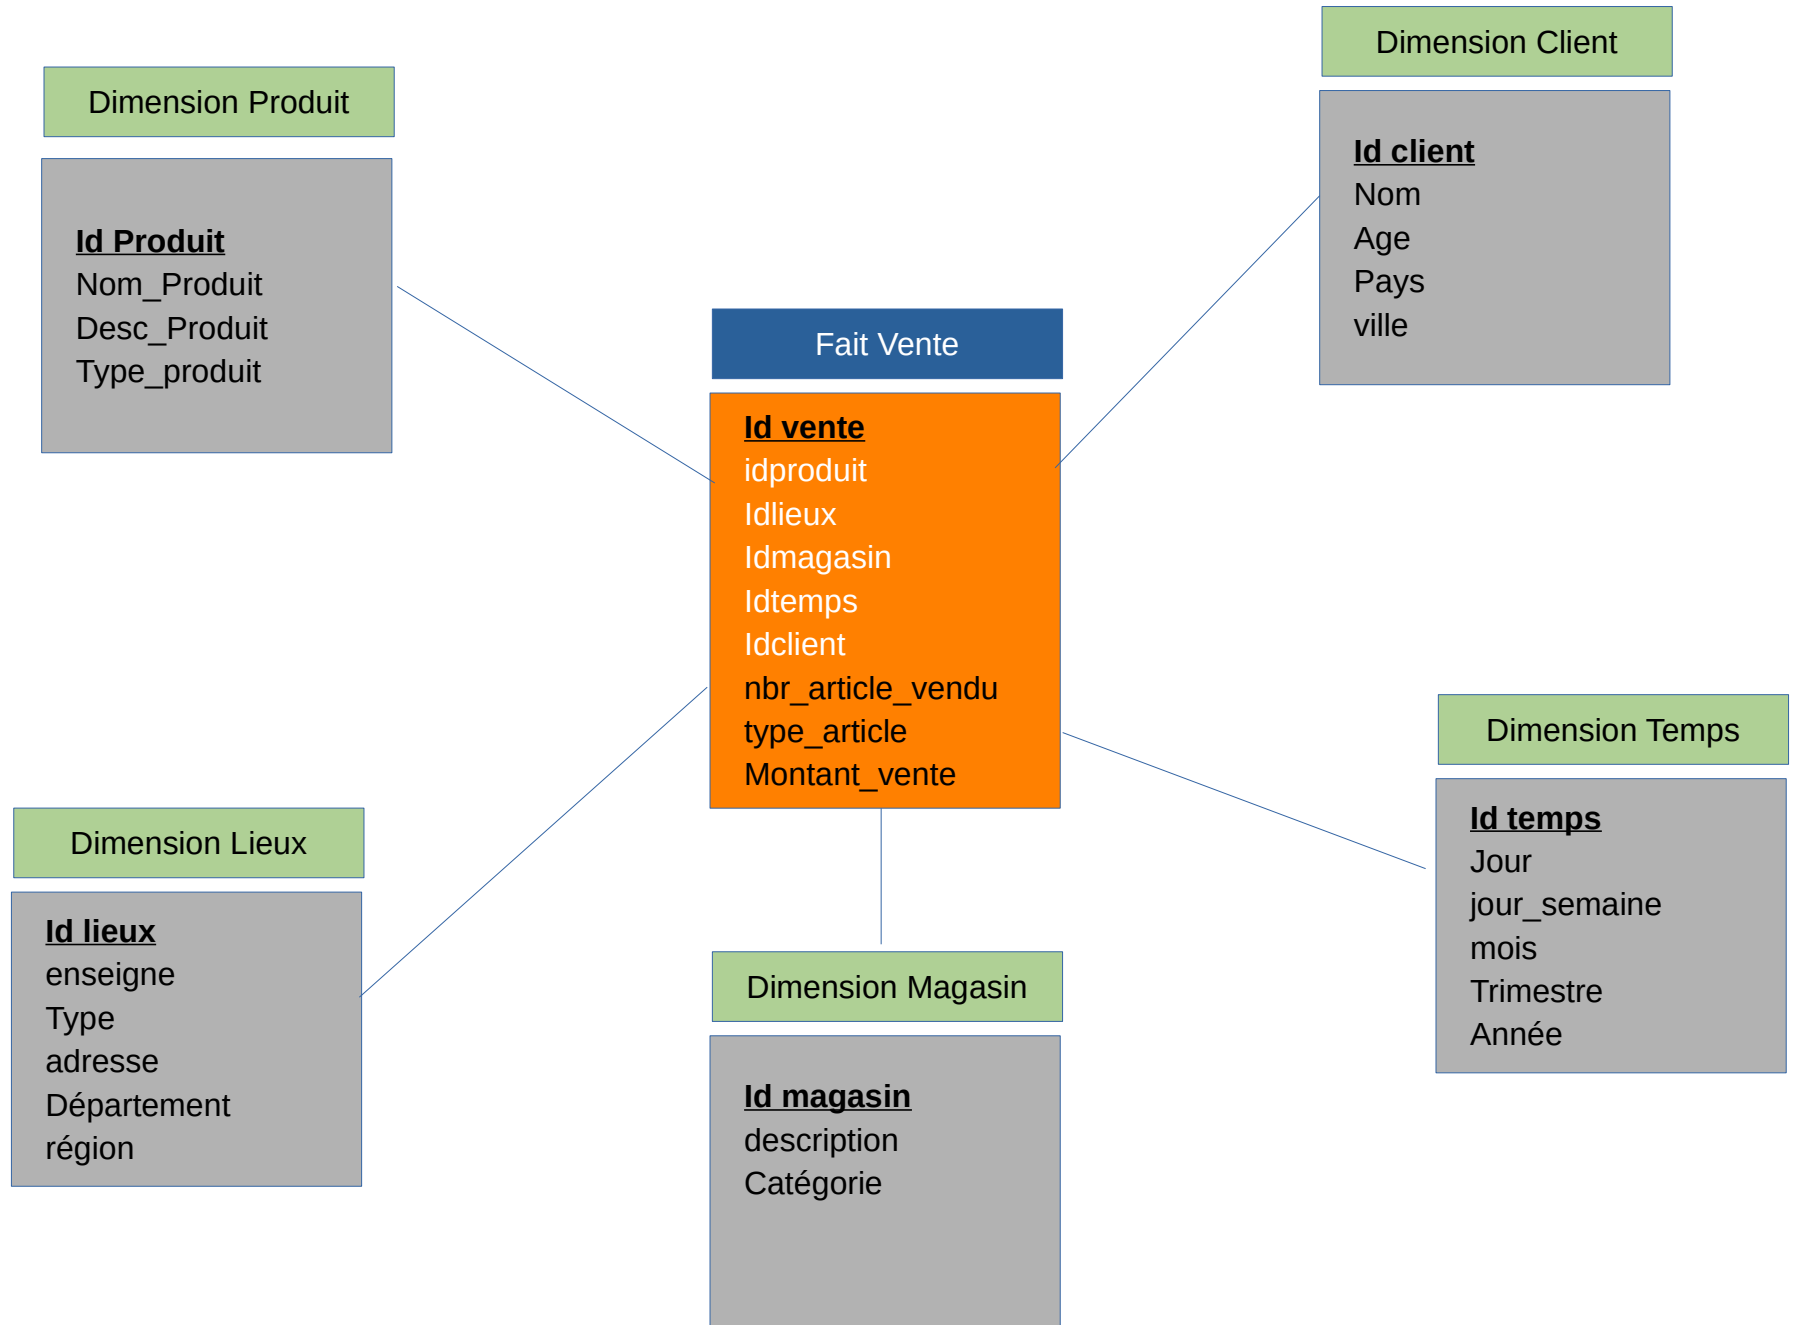 Dimension Produit
Id Produit
Nom_Produit
Desc_Produit
Type_produit
Dimension Client
Id client
Nom
Age
Pays
ville
Fait Vente
Id vente
idproduit
Idlieux
Idmagasin
Idtemps
Idclient
nbr_article_vendu
type_article
Montant_vente
Dimension Lieux
Id lieux
enseigne
Type
adresse
Département
région
Dimension Magasin
Id magasin
description
Catégorie
Dimension Temps
Id temps
Jour
jour_semaine
mois
Trimestre
Année